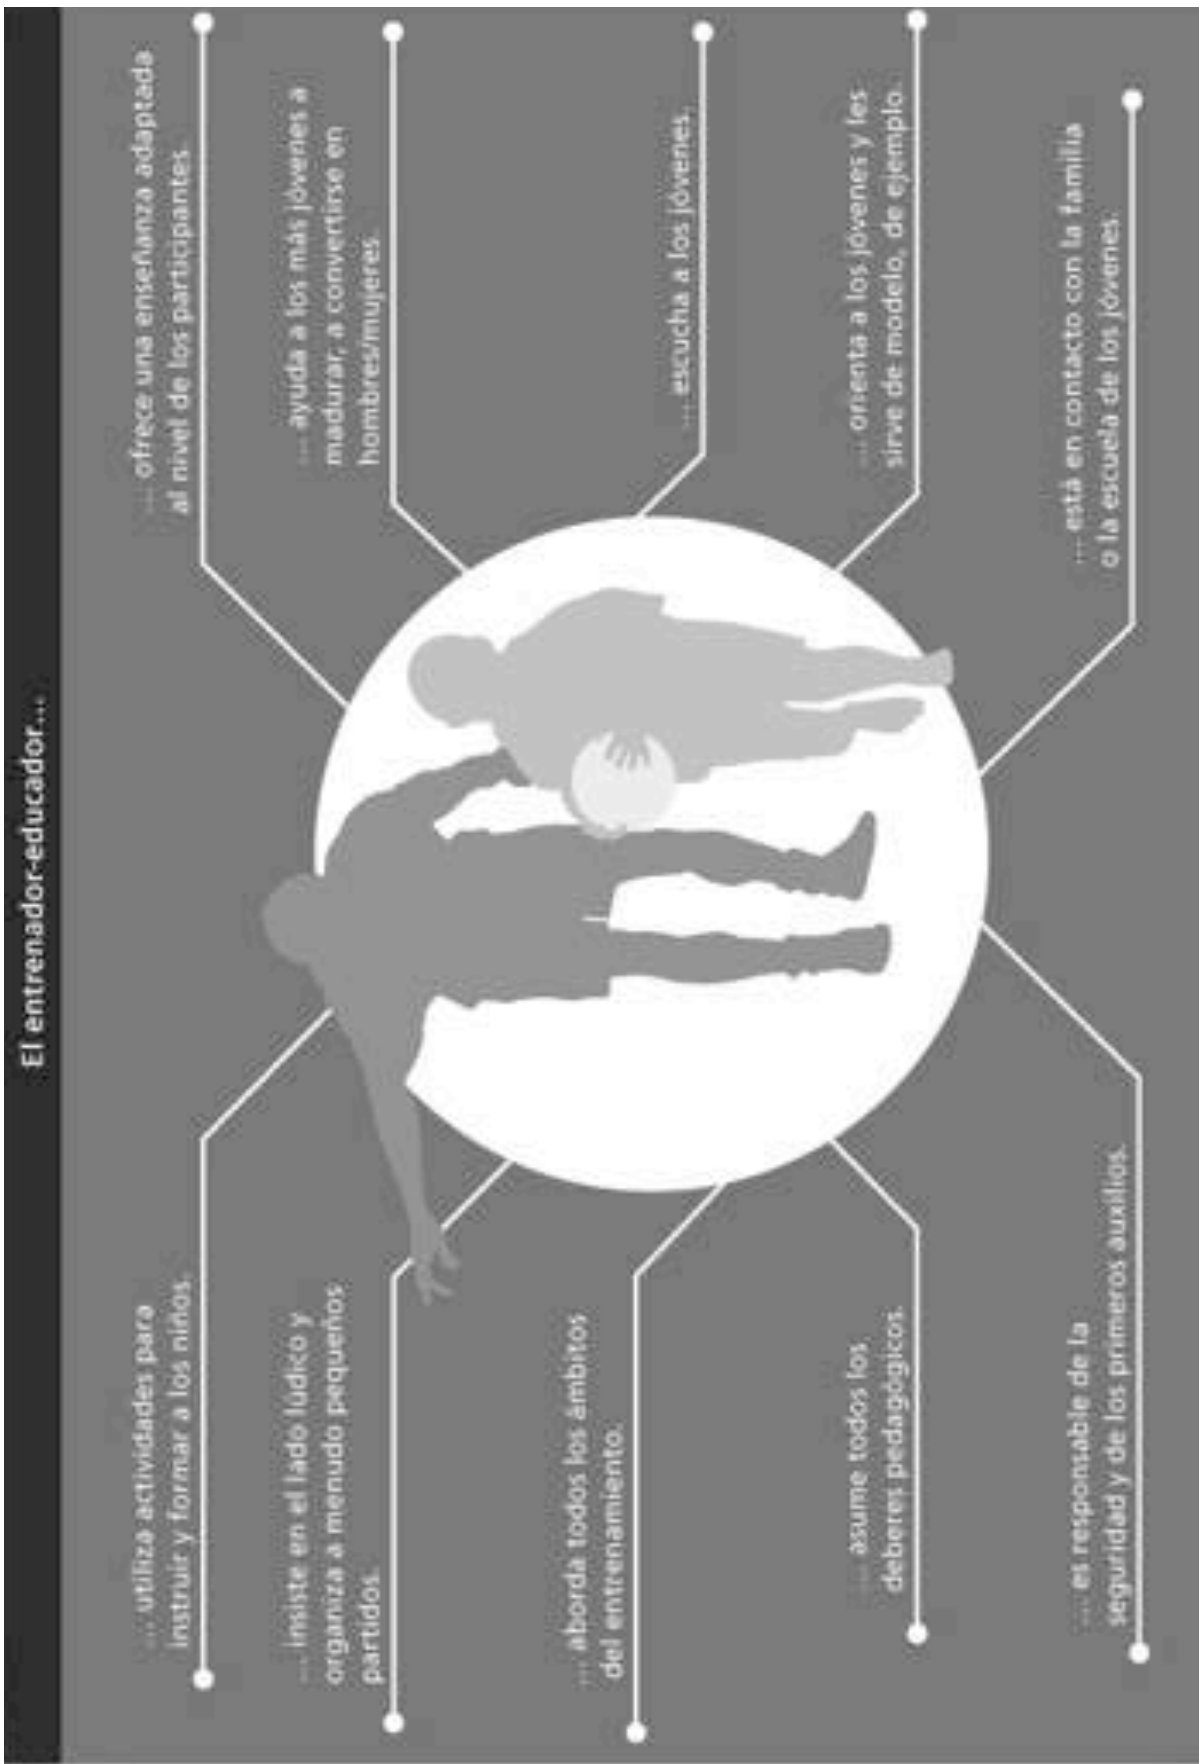 El entrenador-educador...
... utiliza actividades para
instruir y formar a los niños.
... insiste en el lado lúdico y
organiza a menudo pequeños
partidos.
... aborda todos los ámbitos
del entrenamiento.
... asume todos los
deberes pedagógicos.
... es responsable de la
seguridad y de los primeros auxilios.
... ofrece una enseñanza adaptada
al nivel de los participantes.
... ayuda a los más jóvenes a
madurar, a convertirse en
hombres/mujeres.
... escucha a los jóvenes.
... orienta a los jóvenes y les
sirve de modelo, de ejemplo.
... está en contacto con la familia
o la escuela de los jóvenes.